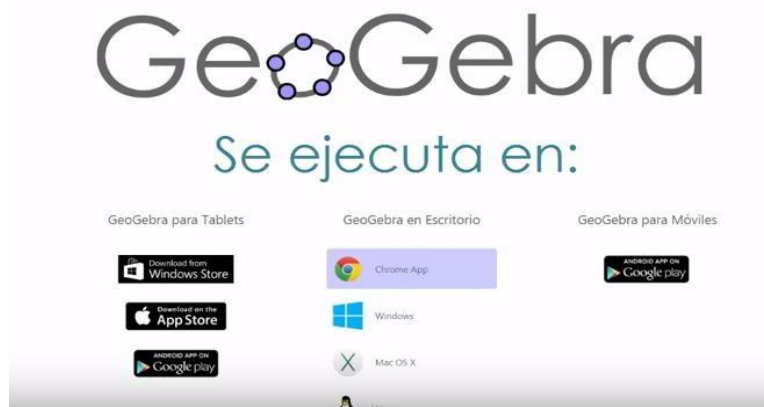 GeoGebra
Se ejecuta en:
GeoGebra para Tablets
Download from
Windows Store
Download on the
App Store
ANDROID APP ON
Google play
GeoGebra en Escritorio
Chrome App
Windows
Mac OS X
GeoGebra para Móviles
ANDROID APP ON
Google play